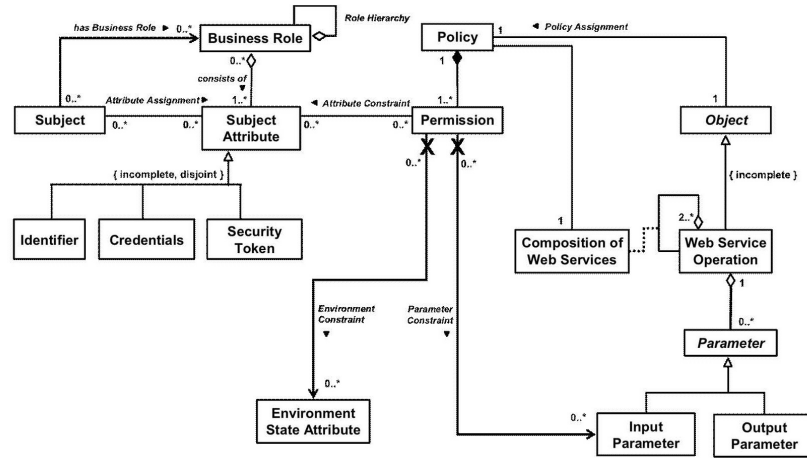 has Business Role ►
0..*
Business Role
Role Hierarchy
Policy
1
◄ Policy Assignment
0..*
1
consists of
▼
0..*
Attribute Assignment ►
1..*
◄ Attribute Constraint
1..*
1
Subject
Subject
Attribute
Permission
Object
0..*
0..*
0..*
0..*
0..*
0..*
{ incomplete, disjoint }
{ incomplete }
2..*
1
Identifier
Credentials
Security
Token
Composition of
Web Services
Web Service
Operation
1
Environment
Constraint
▼
Parameter
Constraint
▼
0..*
Parameter
0..*
0..*
Environment
State Attribute
Input
Parameter
Output
Parameter